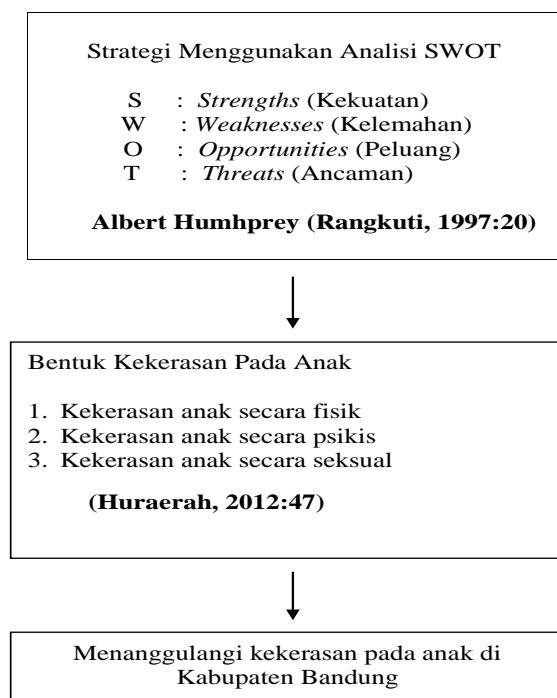 Strategi Menggunakan Analisi SWOT
S : Strengths (Kekuatan)
W : Weaknesses (Kelemahan)
O : Opportunities (Peluang)
T : Threats (Ancaman)
Albert Humhprey (Rangkuti, 1997:20)
Bentuk Kekerasan Pada Anak
1. Kekerasan anak secara fisik
2. Kekerasan anak secara psikis
3. Kekerasan anak secara seksual
(Huraerah, 2012:47)
Menanggulangi kekerasan pada anak di
Kabupaten Bandung